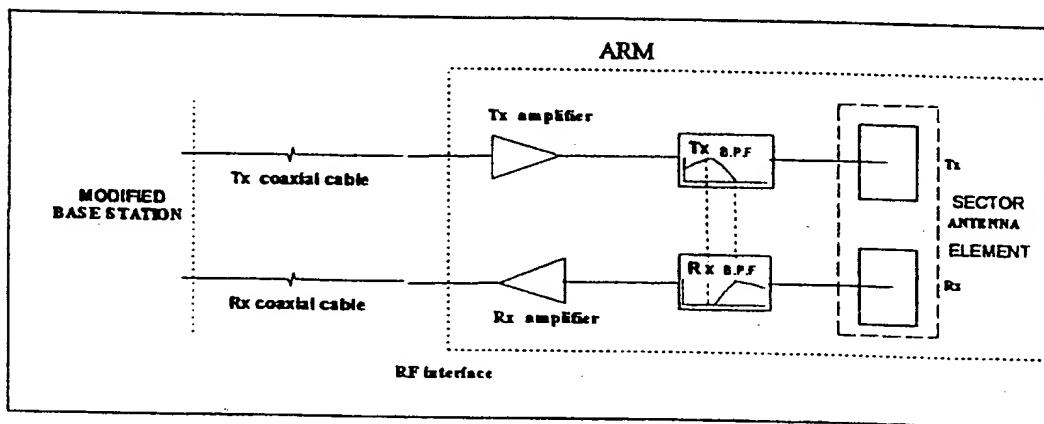 ARM
Tx amplifier
Tx B.P.F
Tx
Tx coaxial cable
MODIFIED
BASE STATION
SECTOR
ANTENNA
ELEMENT
Rx B.P.F
Rx
Rx coaxial cable
Rx amplifier
RF interface